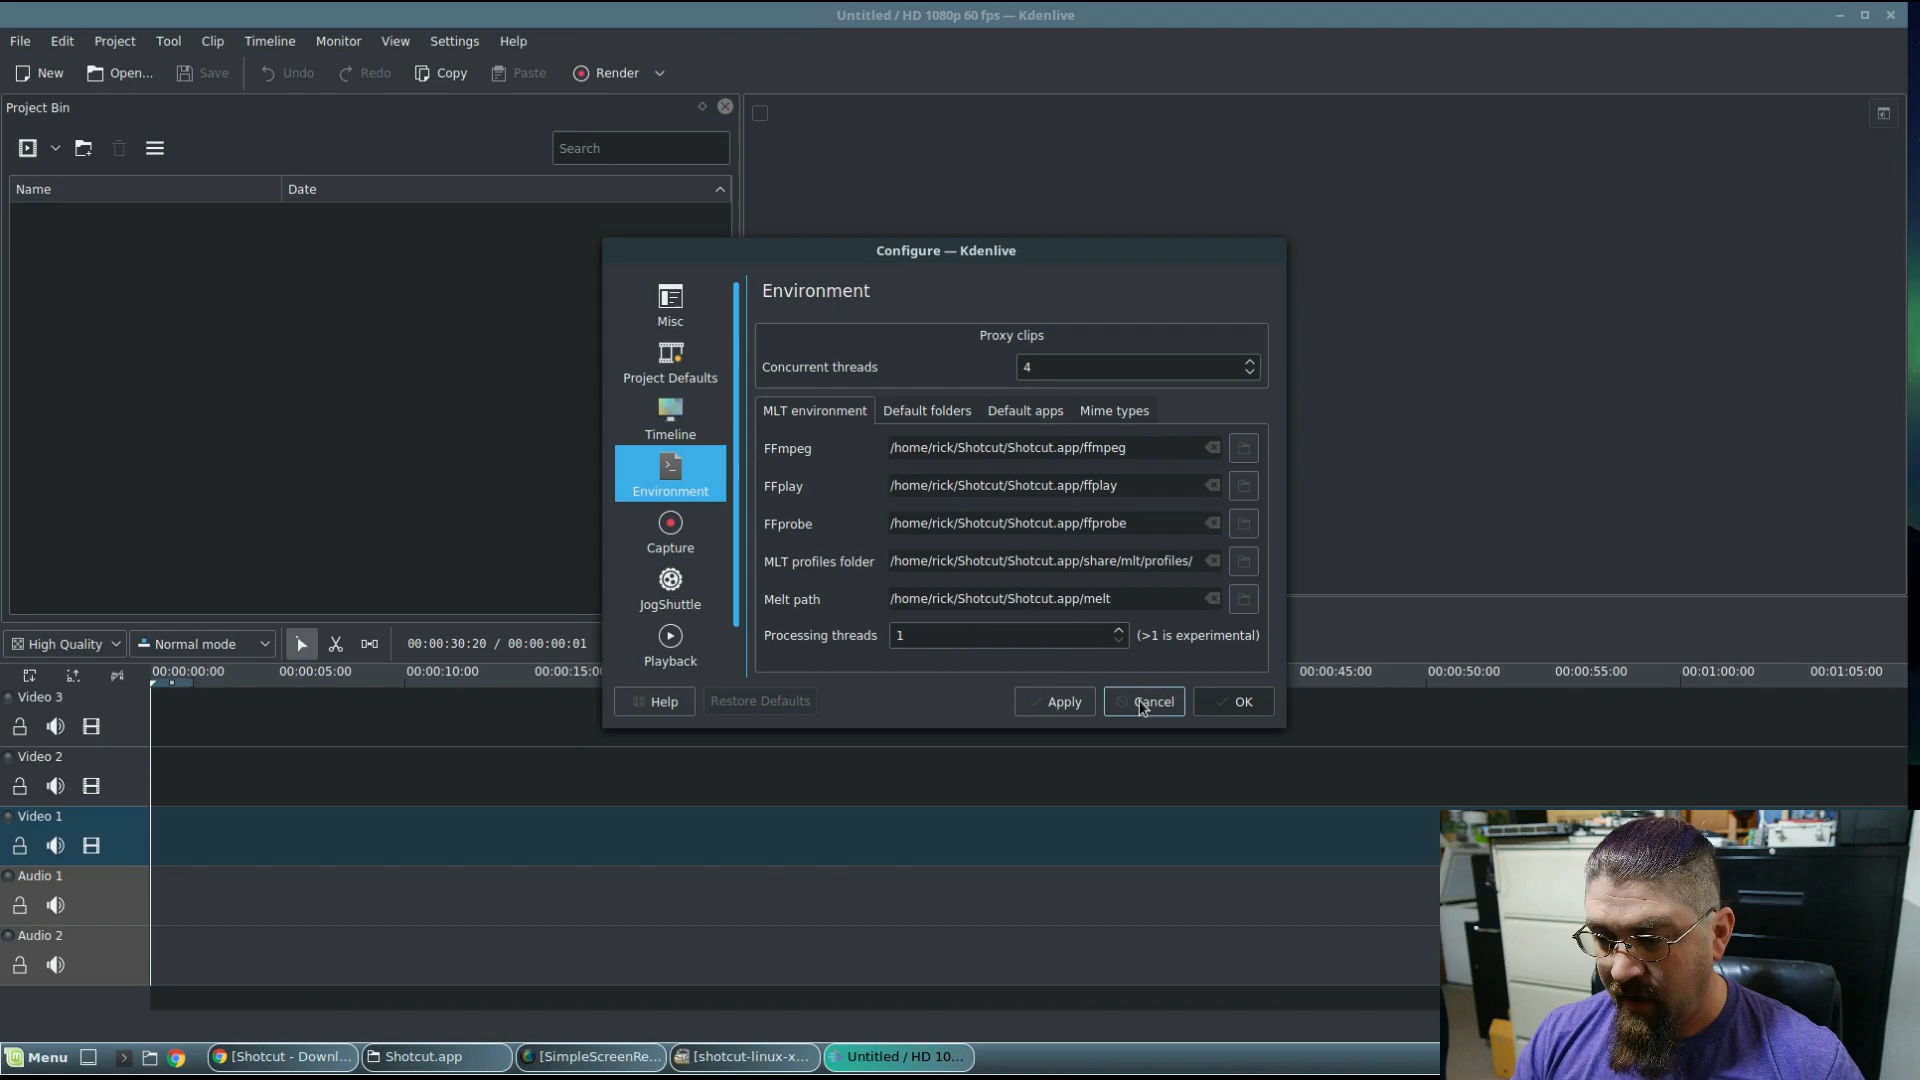 Untitled / HD 1080p 60 fps — Kdenlive
File Edit Project Tool Clip Timeline Monitor View Settings Help
New Open... Save Undo Redo Copy Paste Render
Project Bin
Search
Name Date
Configure — Kdenlive
Misc
Project Defaults
Timeline
Environment
Capture
JogShuttle
Playback
Environment
Proxy clips
Concurrent threads 4
MLT environment Default folders Default apps Mime types
FFmpeg /home/rick/Shotcut/Shotcut.app/ffmpeg
FFplay /home/rick/Shotcut/Shotcut.app/ffplay
FFprobe /home/rick/Shotcut/Shotcut.app/ffprobe
MLT profiles folder /home/rick/Shotcut/Shotcut.app/share/mlt/profiles/
Melt path /home/rick/Shotcut/Shotcut.app/melt
Processing threads 1 (>1 is experimental)
Help Restore Defaults Apply Cancel OK
High Quality Normal mode 00:00:30:20 / 00:00:00:01
00:00:00:00 00:00:05:00 00:00:10:00 00:00:15:00 00:00:45:00 00:00:50:00 00:00:55:00 00:01:00:00 00:01:05:00
Video 3
Video 2
Video 1
Audio 1
Audio 2
Menu [Shotcut - Downl... Shotcut.app [SimpleScreenRe... [shotcut-linux-x... Untitled / HD 10...